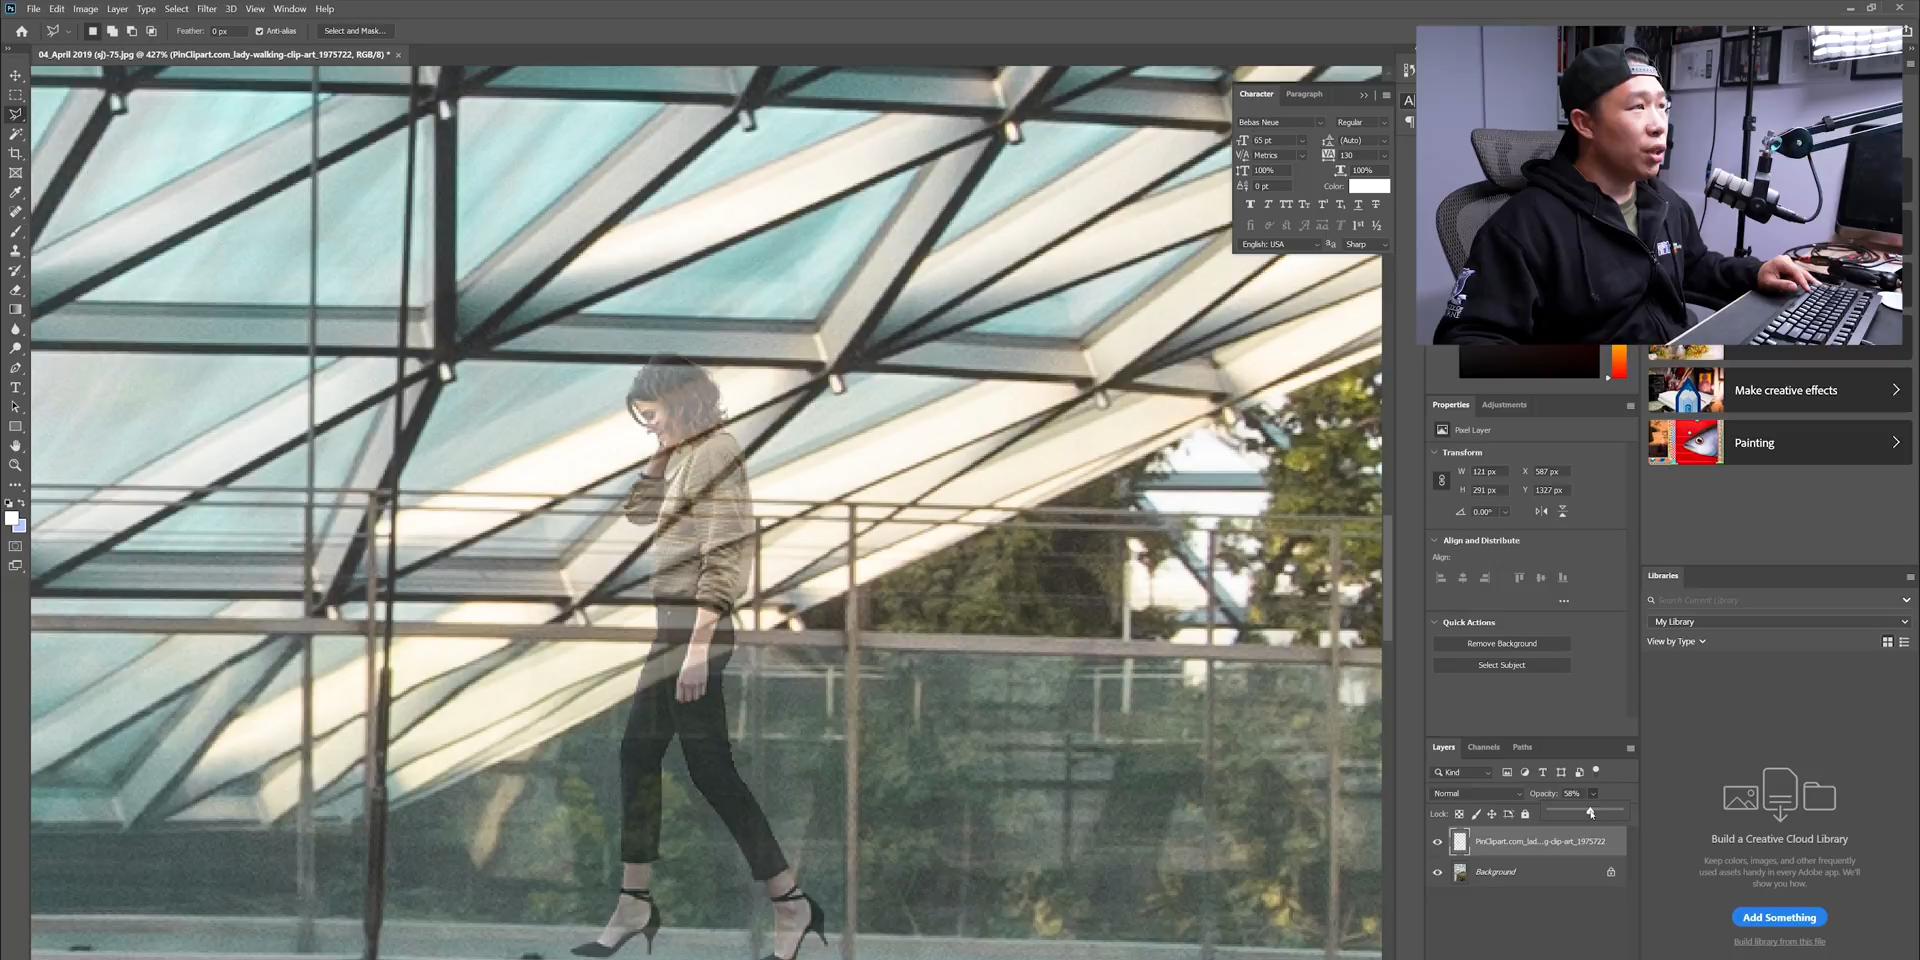 File Edit Image Layer Type Select Filter 3D View Window Help
Feather: 0 px Anti-alias Select and Mask...
04_April 2019 (sj)-75.jpg @ 427% (PinClipart.com_lady-walking-clip-art_1975722, RGB/8) *
Character Paragraph
Bebas Neue Regular
65 pt (Auto)
Metrics 130
100% 100%
0 pt Color:
English: USA Sharp
Make creative effects
Painting
Properties Adjustments
Pixel Layer
Transform
W 121 px X 587 px
H 291 px Y 1327 px
0.00°
Align and Distribute
Align:
Quick Actions
Remove Background
Select Subject
Libraries
Search Current Library
My Library
View by Type
Layers Channels Paths
Kind
Normal Opacity: 58%
Lock:
PinClipart.com_lad...g-clip-art_1975722
Background
Build a Creative Cloud Library
Keep colors, images, and other frequently
used assets handy in every Adobe app. We'll
show you how.
Add Something
Build library from this file